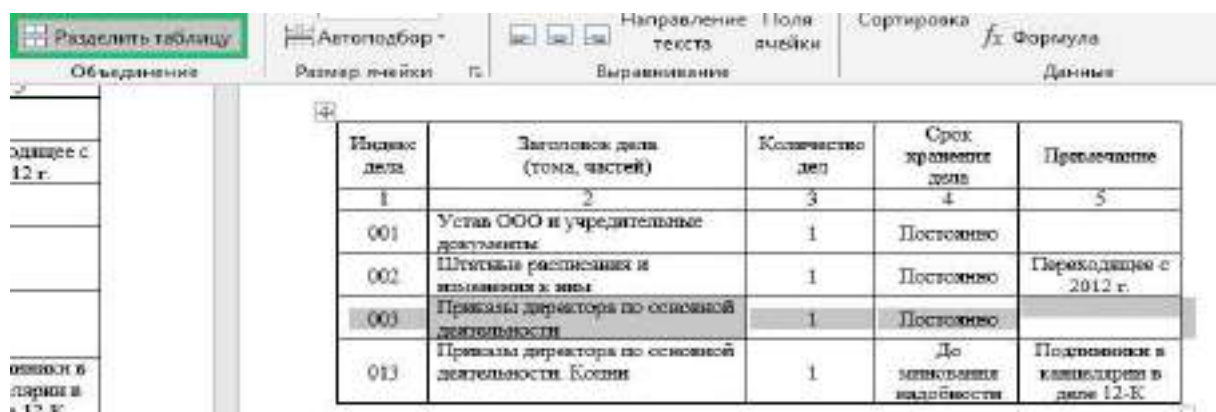 Направление Поля Сортировка
Разделить таблицу Автоподбор текста ячейки fx Формула
Объединение Размер ячейки Выравнивание Данные
Индекс дела
Заголовок дела
(тома, частей)
Количество дел
Срок хранения дела
Примечание
1 2 3 4 5
001 Устав ООО и учредительные документы 1 Постоянно
002 Штатные расписания и изменения к ним 1 Постоянно Переходящее с 2012 г.
003 Приказы директора по основной деятельности 1 Постоянно
013 Приказы директора по основной деятельности. Копии 1 До минования надобности Подлинники в канцелярии в деле 12-К
одящее с
12 г.